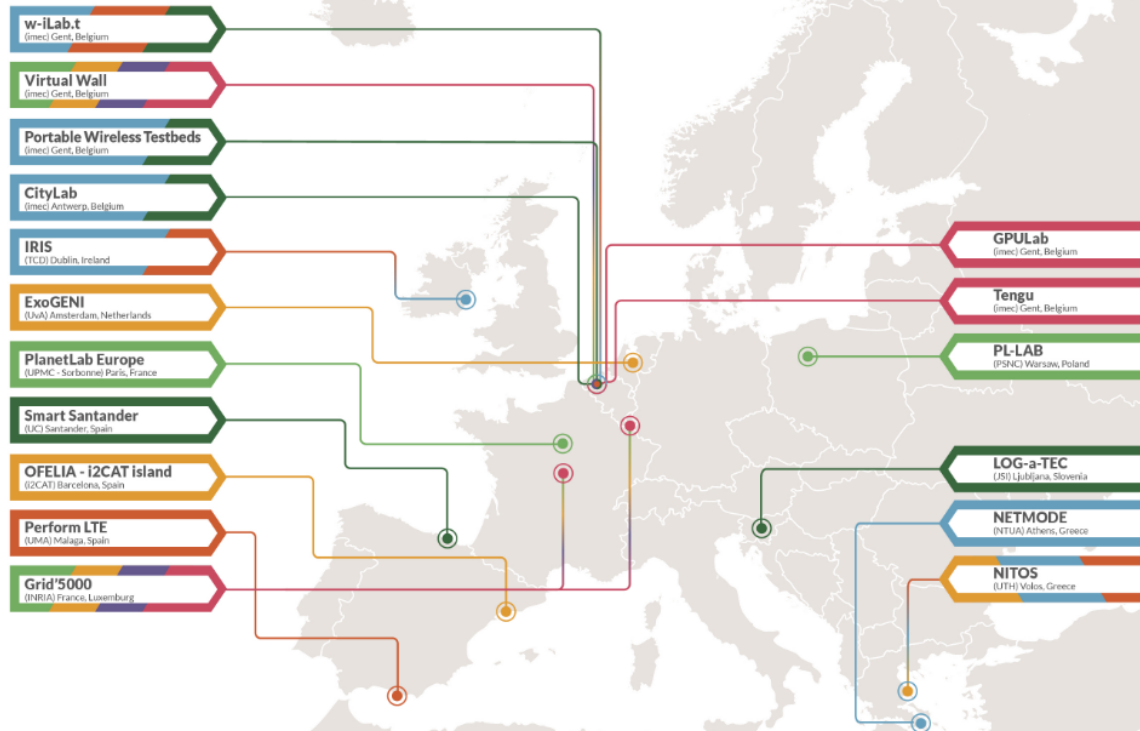 w-iLab.t
(imec) Gent, Belgium
Virtual Wall
(imec) Gent, Belgium
Portable Wireless Testbeds
(imec) Gent, Belgium
CityLab
(imec) Antwerp, Belgium
IRIS
(TCD) Dublin, Ireland
ExoGENI
(UvA) Amsterdam, Netherlands
PlanetLab Europe
(UPMC - Sorbonne) Paris, France
Smart Santander
(UC) Santander, Spain
OFELIA - i2CAT island
(i2CAT) Barcelona, Spain
Perform LTE
(UMA) Malaga, Spain
Grid'5000
(INRIA) France, Luxemburg
GPULab
(imec) Gent, Belgium
Tengu
(imec) Gent, Belgium
PL-LAB
(PSNC) Warsaw, Poland
LOG-a-TEC
(JSI) Ljubljana, Slovenia
NETMODE
(NTUA) Athens, Greece
NITOS
(UTH) Volos, Greece